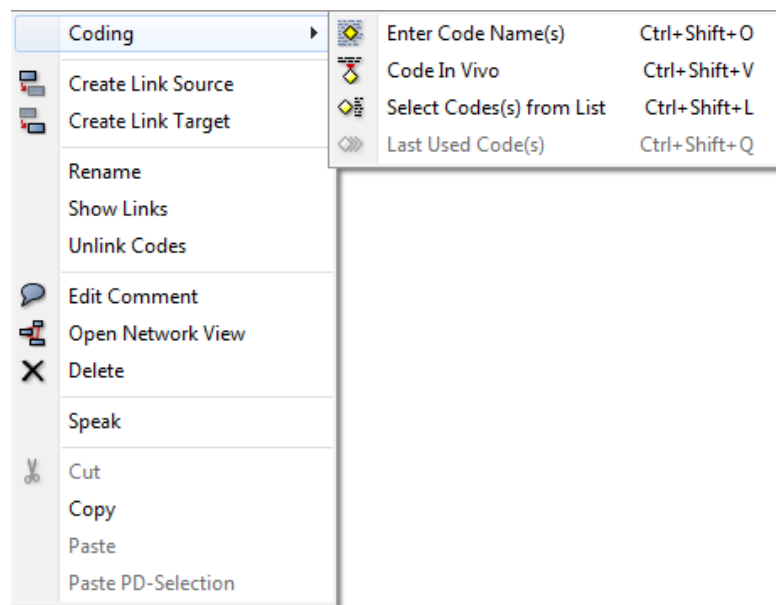 Coding
Create Link Source
Create Link Target
Rename
Show Links
Unlink Codes
Edit Comment
Open Network View
Delete
Speak
Cut
Copy
Paste
Paste PD-Selection
Enter Code Name(s) Ctrl+Shift+O
Code In Vivo Ctrl+Shift+V
Select Codes(s) from List Ctrl+Shift+L
Last Used Code(s) Ctrl+Shift+Q